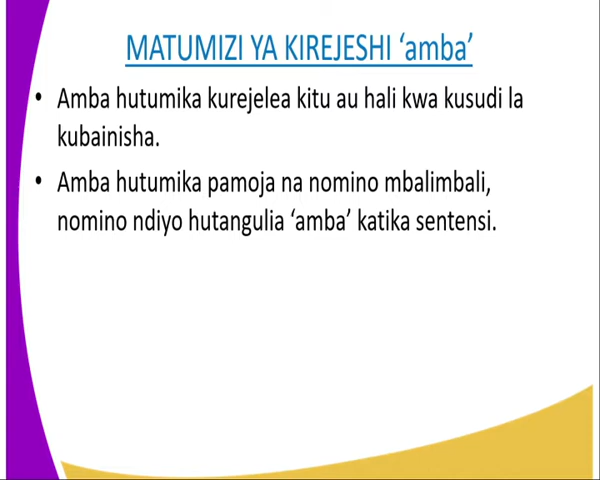 MATUMIZI YA KIREJESHI ‘amba’
• Amba hutumika kurejelea kitu au hali kwa kusudi la
kubainisha.
• Amba hutumika pamoja na nomino mbalimbali,
nomino ndiyo hutangulia ‘amba’ katika sentensi.